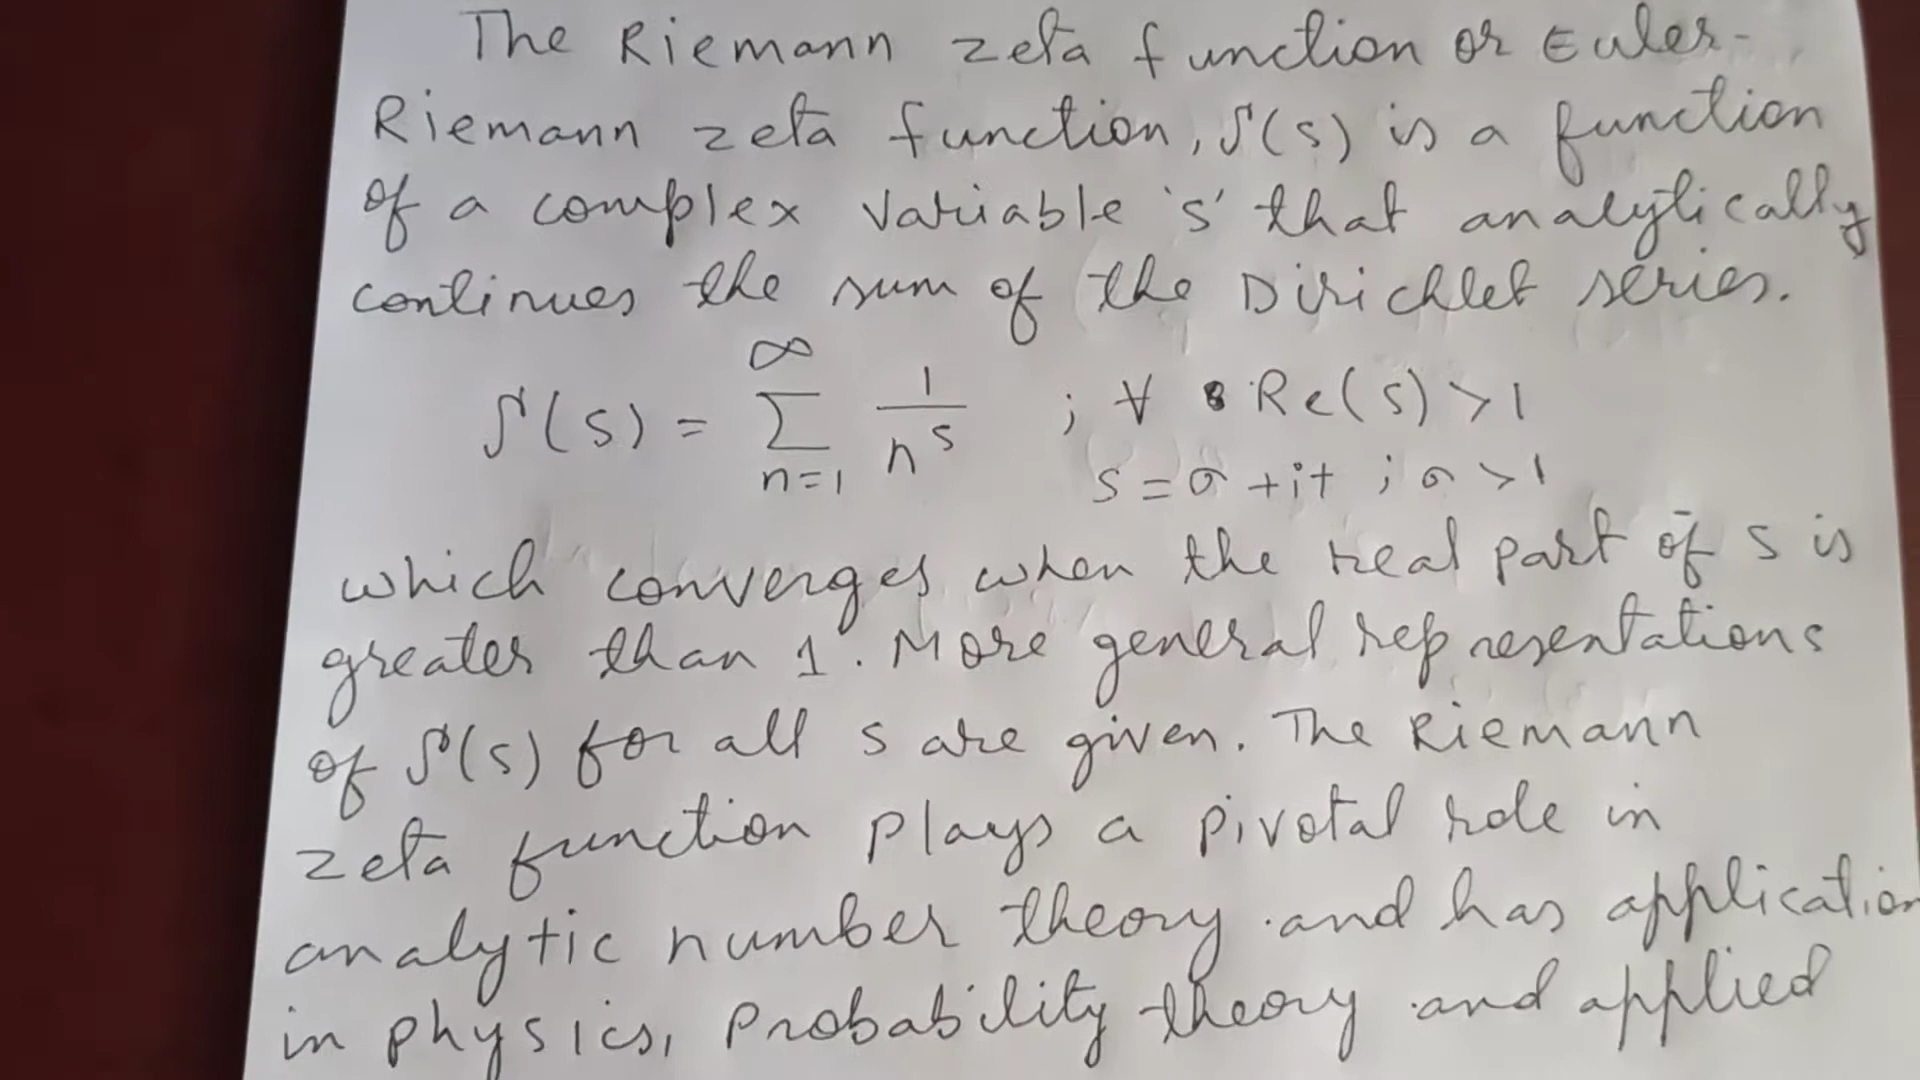 The Riemann zeta function or Euler-
Riemann zeta function, ζ(s) is a function
of a complex variable 's' that analytically
continues the sum of the Dirichlet series.
ζ(s) = ∑_{n=1}^{∞} 1/n^s ; ∀ Re(s) > 1
s = σ + it ; σ > 1
which converges when the real part of s is
greater than 1. More general representations
of ζ(s) for all s are given. The Riemann
zeta function plays a pivotal role in
analytic number theory and has application
in physics, Probability theory and applied